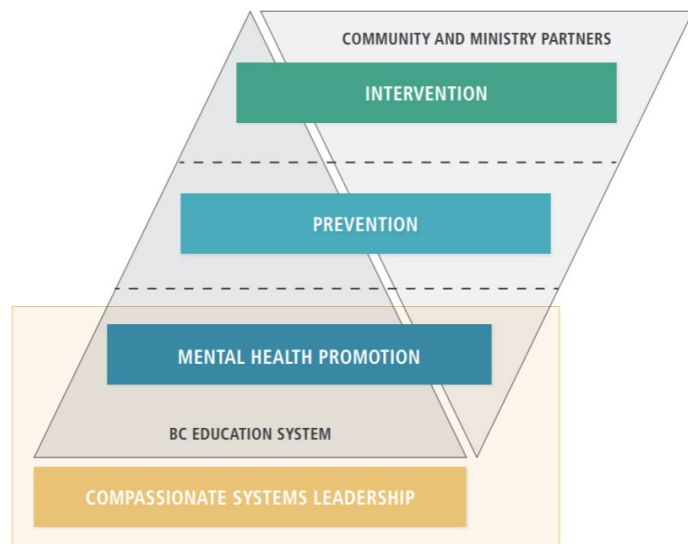 COMMUNITY AND MINISTRY PARTNERS
INTERVENTION
PREVENTION
MENTAL HEALTH PROMOTION
BC EDUCATION SYSTEM
COMPASSIONATE SYSTEMS LEADERSHIP